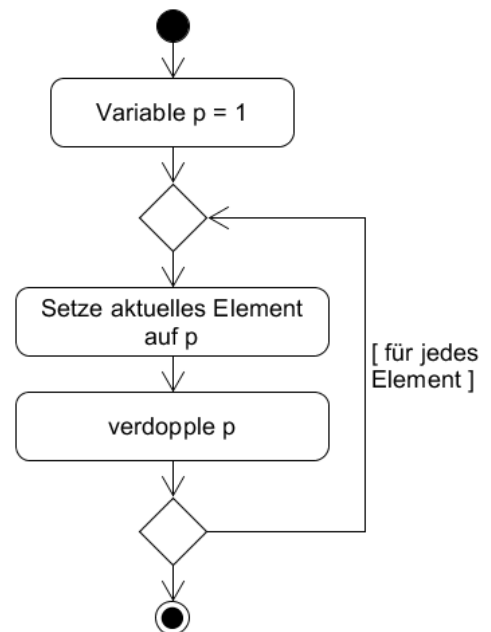 Variable p = 1
Setze aktuelles Element
auf p
[ für jedes
Element ]
verdopple p